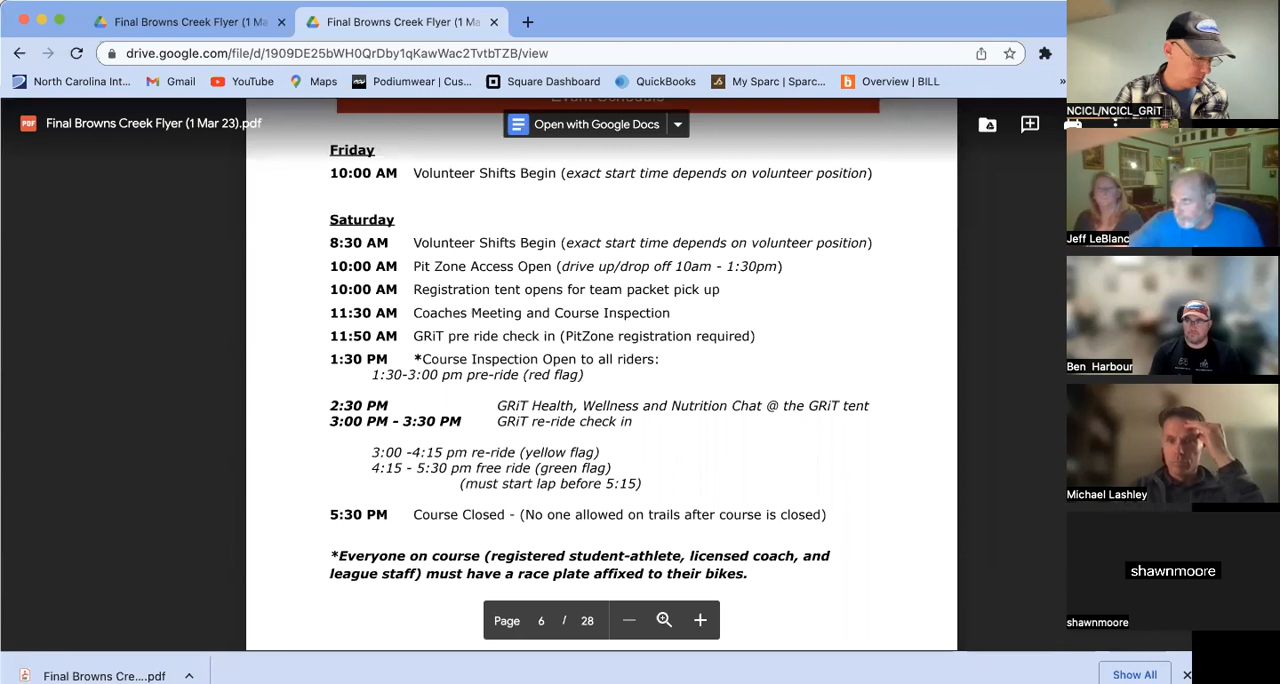 Final Browns Creek Flyer (1 Ma
Final Browns Creek Flyer (1 Ma
drive.google.com/file/d/1909DE25bWH0QrDby1qKawWac2TvtbTZB/view
North Carolina Int...
Gmail
YouTube
Maps
Podiumwear | Cus...
Square Dashboard
QuickBooks
My Sparc | Sparc...
Overview | BILL
»
PDF
Final Browns Creek Flyer (1 Mar 23).pdf
Event Schedule
Open with Google Docs
Friday
10:00 AM Volunteer Shifts Begin (exact start time depends on volunteer position)
Saturday
8:30 AM Volunteer Shifts Begin (exact start time depends on volunteer position)
10:00 AM Pit Zone Access Open (drive up/drop off 10am - 1:30pm)
10:00 AM Registration tent opens for team packet pick up
11:30 AM Coaches Meeting and Course Inspection
11:50 AM GRiT pre ride check in (PitZone registration required)
1:30 PM *Course Inspection Open to all riders:
1:30-3:00 pm pre-ride (red flag)
2:30 PM GRiT Health, Wellness and Nutrition Chat @ the GRiT tent
3:00 PM - 3:30 PM GRiT re-ride check in
3:00 -4:15 pm re-ride (yellow flag)
4:15 - 5:30 pm free ride (green flag)
(must start lap before 5:15)
5:30 PM Course Closed - (No one allowed on trails after course is closed)
*Everyone on course (registered student-athlete, licensed coach, and
league staff) must have a race plate affixed to their bikes.
Page 6 / 28
Final Browns Cre....pdf
Show All
NCICL/NCICL_GRiT
Jeff LeBlanc
Ben Harbour
Michael Lashley
shawnmoore
shawnmoore